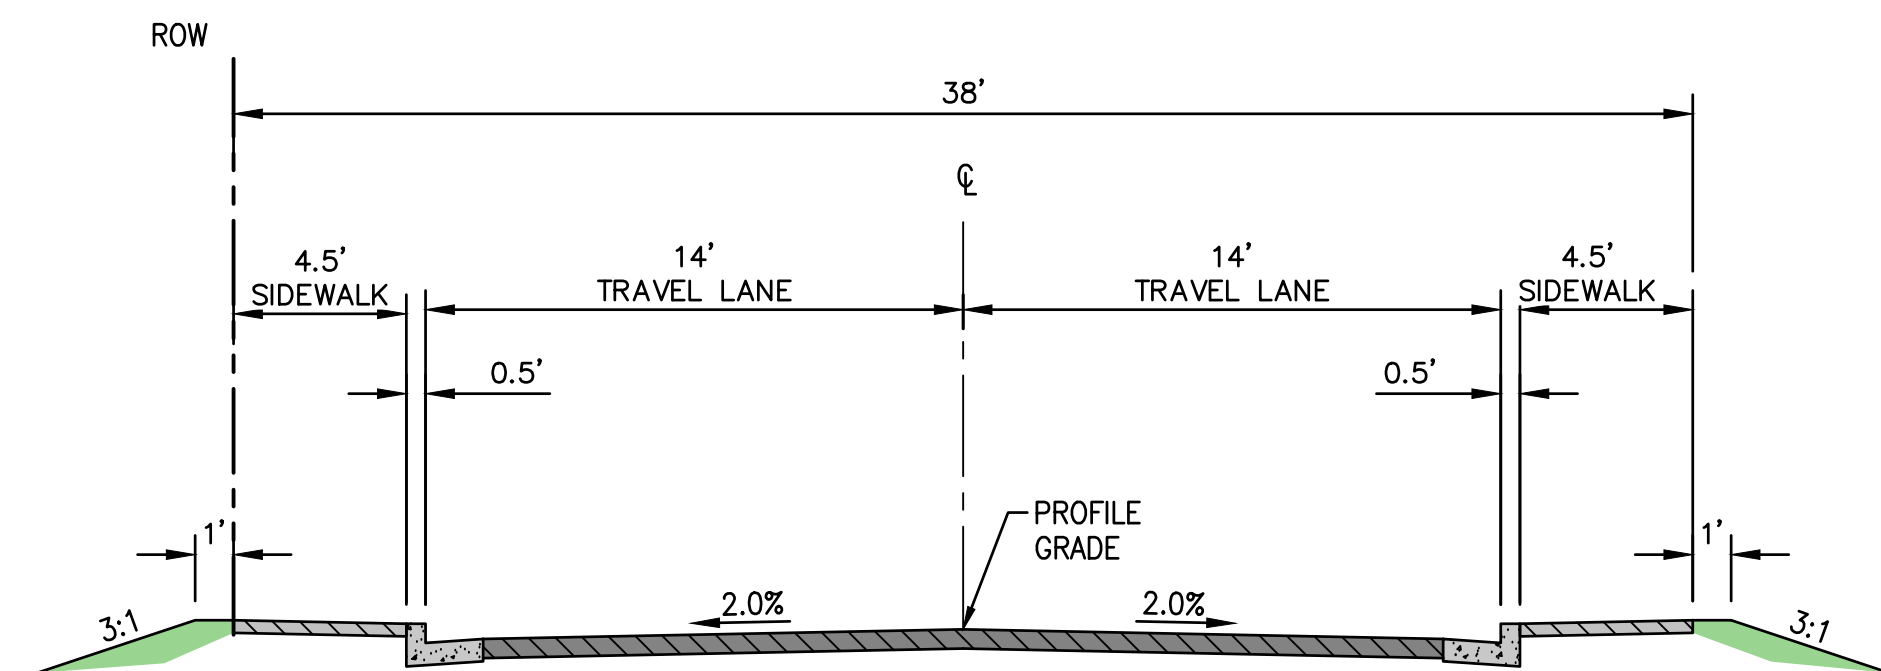 ROW
38'
℄
4.5'
SIDEWALK
14'
TRAVEL LANE
14'
TRAVEL LANE
4.5'
SIDEWALK
0.5'
0.5'
1'
PROFILE
GRADE
1'
3:1
2.0%
2.0%
3:1